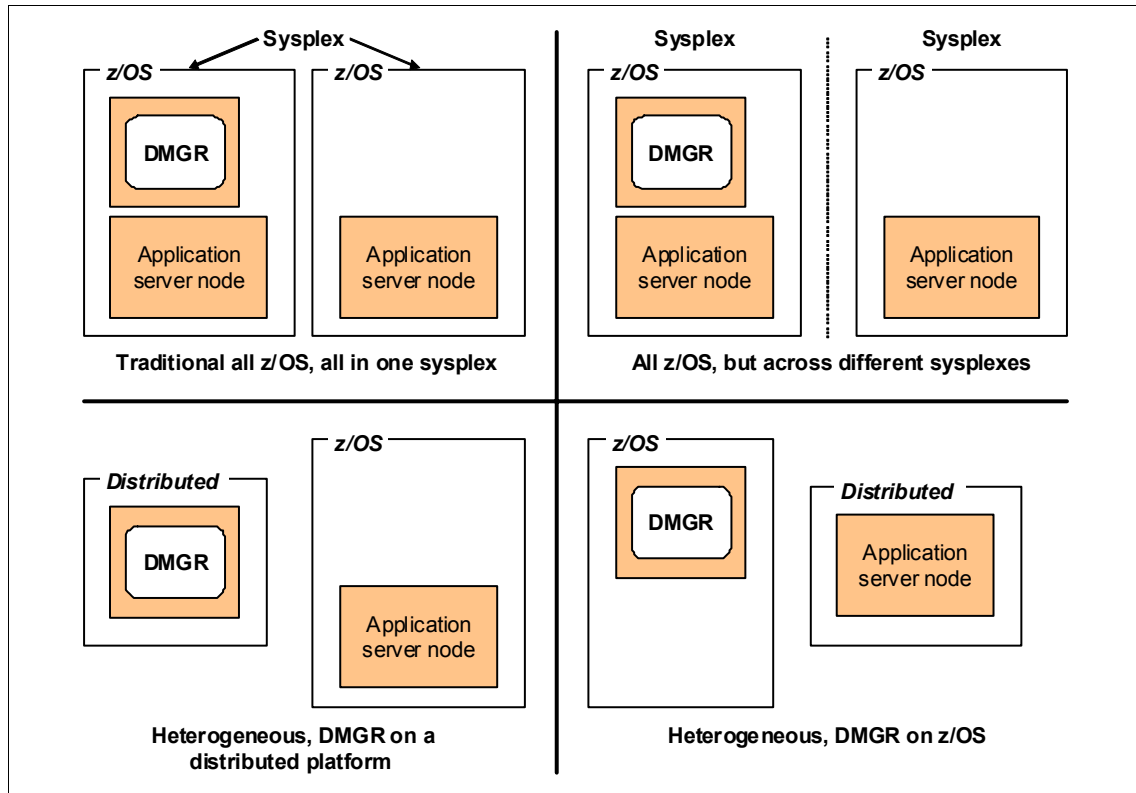 Sysplex
z/OS
DMGR
Application
server node
z/OS
Application
server node
Traditional all z/OS, all in one sysplex
Sysplex
Sysplex
z/OS
DMGR
Application
server node
z/OS
Application
server node
All z/OS, but across different sysplexes
Distributed
DMGR
z/OS
Application
server node
Heterogeneous, DMGR on a
distributed platform
z/OS
DMGR
Distributed
Application
server node
Heterogeneous, DMGR on z/OS